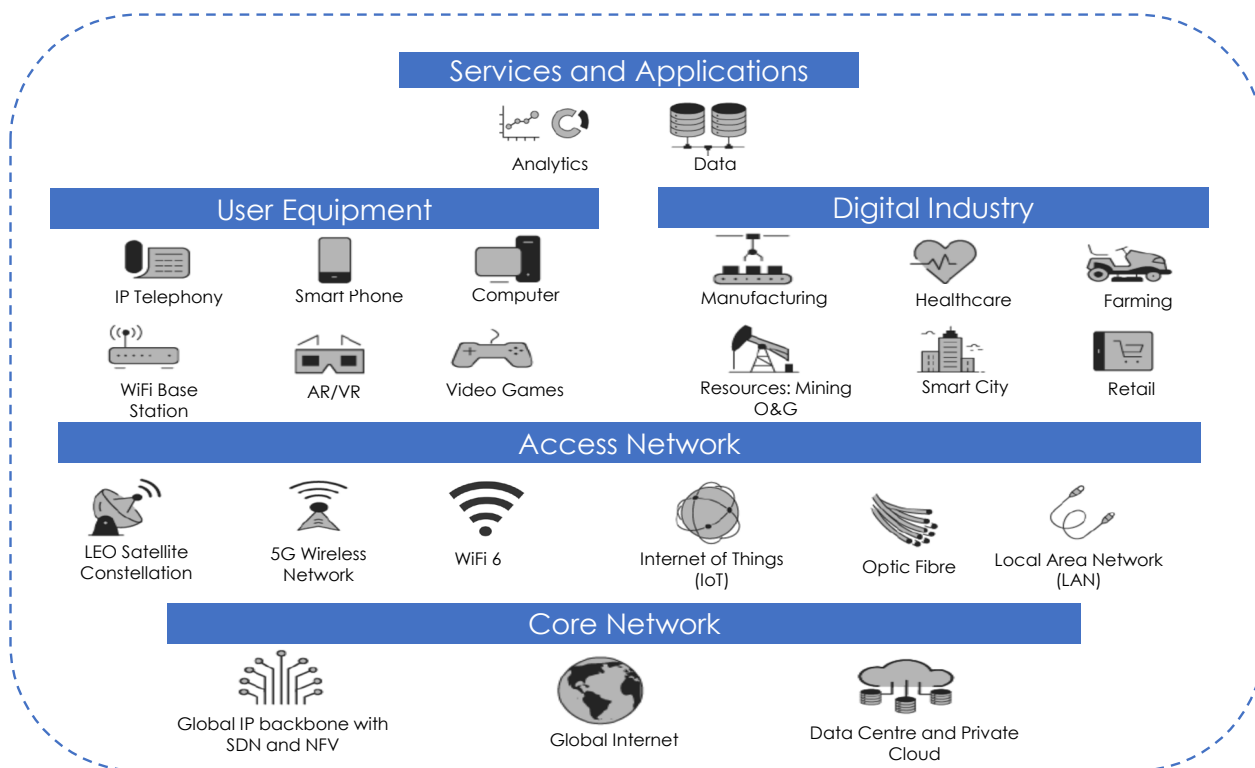 Services and Applications
Analytics
Data
User Equipment
Digital Industry
IP Telephony
Smart Phone
Computer
Manufacturing
Healthcare
Farming
WiFi Base
Station
AR/VR
Video Games
Resources: Mining
O&G
Smart City
Retail
Access Network
LEO Satellite
Constellation
5G Wireless
Network
WiFi 6
Internet of Things
(IoT)
Optic Fibre
Local Area Network
(LAN)
Core Network
Global IP backbone with
SDN and NFV
Global Internet
Data Centre and Private
Cloud